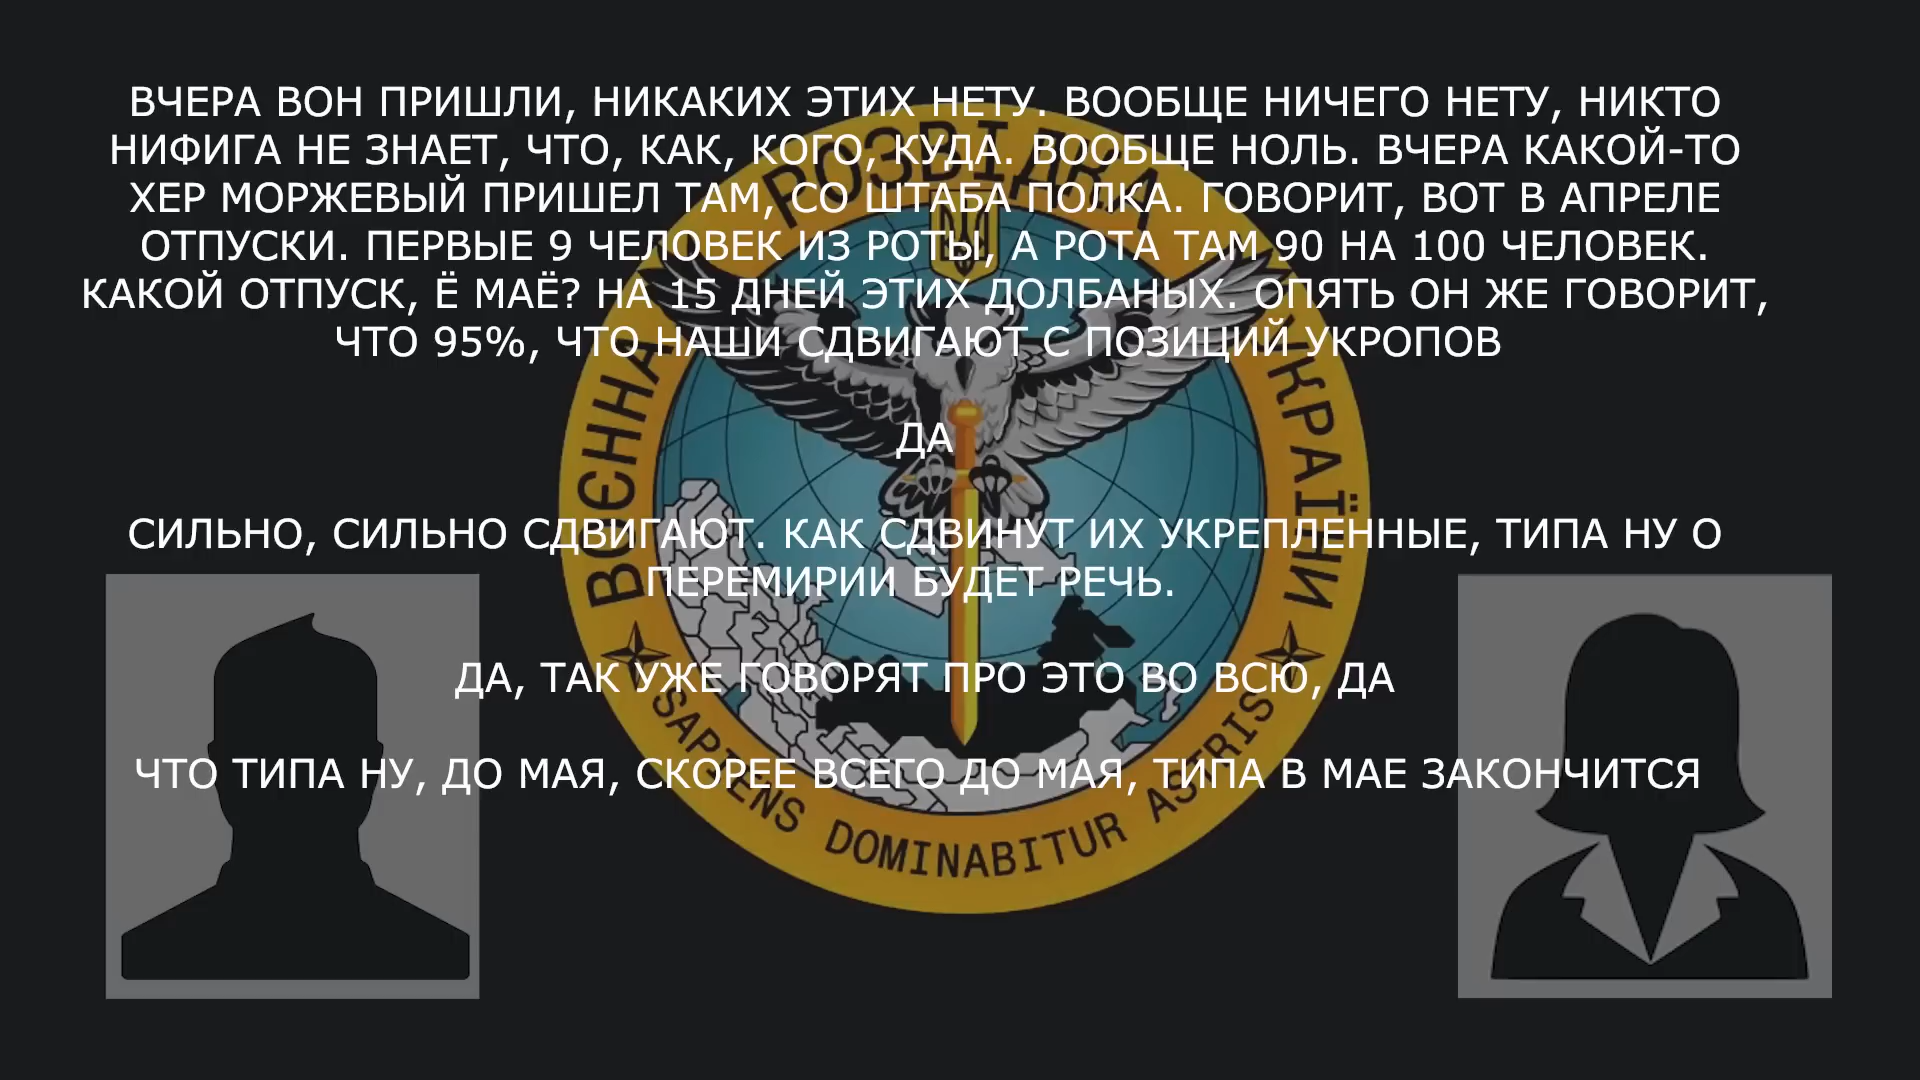 ВЧЕРА ВОН ПРИШЛИ, НИКАКИХ ЭТИХ НЕТУ. ВООБЩЕ НИЧЕГО НЕТУ, НИКТО
НИФИГА НЕ ЗНАЕТ, ЧТО, КАК, КОГО, КУДА. ВООБЩЕ НОЛЬ. ВЧЕРА КАКОЙ-ТО
ХЕР МОРЖЕВЫЙ ПРИШЕЛ ТАМ, СО ШТАБА ПОЛКА. ГОВОРИТ, ВОТ В АПРЕЛЕ
ОТПУСКИ. ПЕРВЫЕ 9 ЧЕЛОВЕК ИЗ РОТЫ, А РОТА ТАМ 90 НА 100 ЧЕЛОВЕК.
КАКОЙ ОТПУСК, Ё МАЁ? НА 15 ДНЕЙ ЭТИХ ДОЛБАНЫХ. ОПЯТЬ ОН ЖЕ ГОВОРИТ,
ЧТО 95%, ЧТО НАШИ СДВИГАЮТ С ПОЗИЦИЙ УКРОПОВ
ДА
СИЛЬНО, СИЛЬНО СДВИГАЮТ. КАК СДВИНУТ ИХ УКРЕПЛЕННЫЕ, ТИПА НУ О
ПЕРЕМИРИИ БУДЕТ РЕЧЬ.
ДА, ТАК УЖЕ ГОВОРЯТ ПРО ЭТО ВО ВСЮ, ДА
ЧТО ТИПА НУ, ДО МАЯ, СКОРЕЕ ВСЕГО ДО МАЯ, ТИПА В МАЕ ЗАКОНЧИТСЯ
ВОЄННА РОЗВІДКА УКРАЇНИ
SAPIENS DOMINABITUR ASTRIS